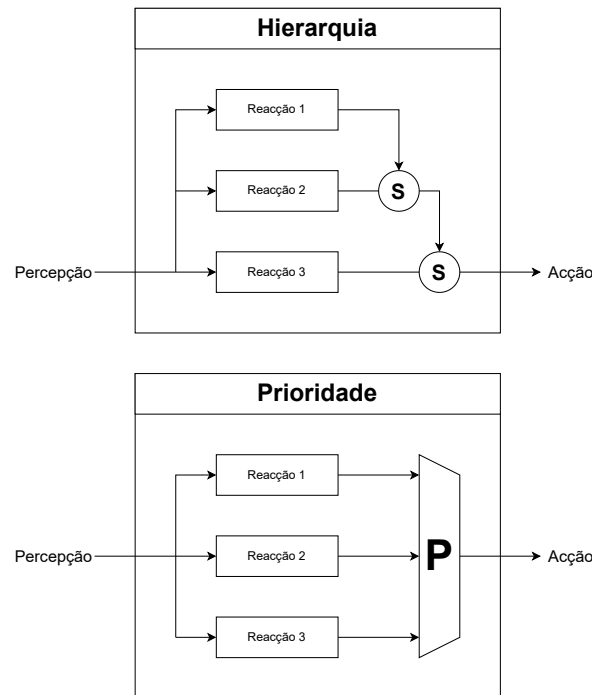 Hierarquia
Reacção 1
Reacção 2
S
Percepção
Reacção 3
S
Acção
Prioridade
Reacção 1
Percepção
Reacção 2
P
Acção
Reacção 3